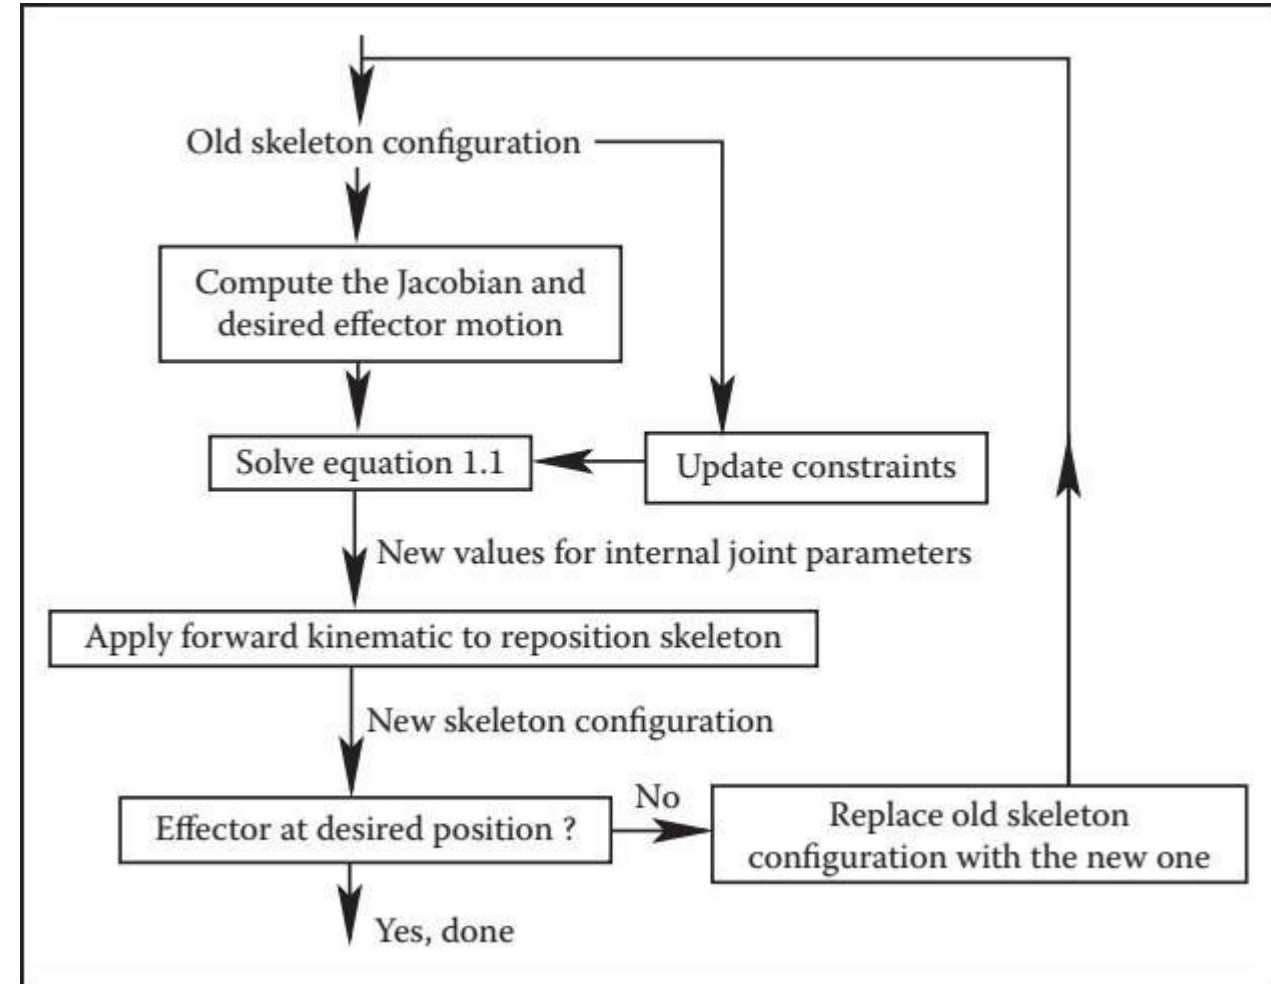 Old skeleton configuration
Compute the Jacobian and
desired effector motion
Solve equation 1.1
Update constraints
New values for internal joint parameters
Apply forward kinematic to reposition skeleton
New skeleton configuration
No
Effector at desired position ?
Replace old skeleton
configuration with the new one
Yes, done